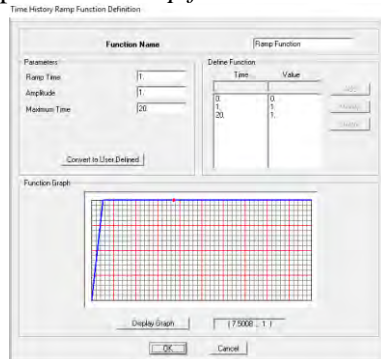 Time History Ramp Function Definition
Function Name
Ramp Function
Parameters
Ramp Time
1.
Amplitude
1.
Maximum Time
20.
Convert to User Defined
Define Function
Time
Value
0.
0.
1.
1.
20.
1.
Add
Modify
Delete
Function Graph
Display Graph
( 7.5008 , 1 )
OK
Cancel